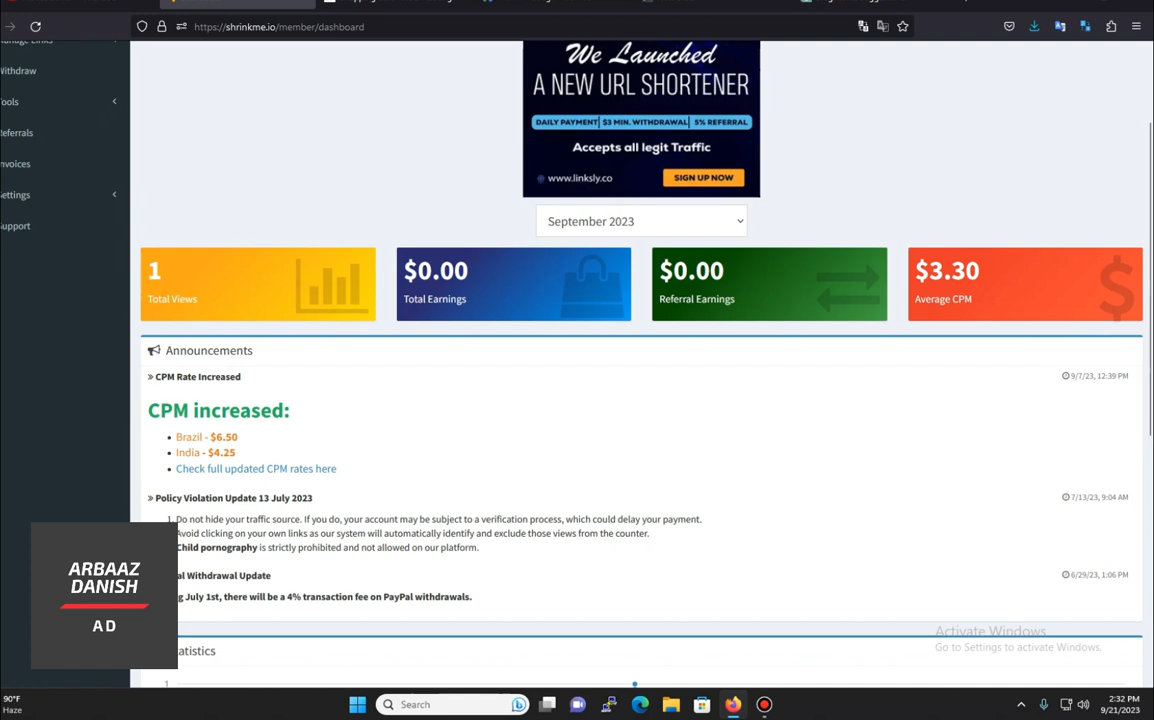 https://shrinkme.io/member/dashboard
Manage Links
Withdraw
Tools
Referrals
Invoices
Settings
Support
We Launched
A NEW URL SHORTENER
DAILY PAYMENT| $3 MIN. WITHDRAWAL| 5% REFERRAL
Accepts all legit Traffic
www.linksly.co
SIGN UP NOW
September 2023
1
Total Views
$0.00
Total Earnings
$0.00
Referral Earnings
$3.30
Average CPM
Announcements
» CPM Rate Increased
9/7/23, 12:39 PM
CPM increased:
• Brazil - $6.50
• India - $4.25
• Check full updated CPM rates here
» Policy Violation Update 13 July 2023
7/13/23, 9:04 AM
1. Do not hide your traffic source. If you do, your account may be subject to a verification process, which could delay your payment.
Avoid clicking on your own links as our system will automatically identify and exclude those views from the counter.
Child pornography is strictly prohibited and not allowed on our platform.
al Withdrawal Update
6/29/23, 1:06 PM
g July 1st, there will be a 4% transaction fee on PayPal withdrawals.
ARBAAZ
DANISH
AD
atistics
1
Activate Windows
Go to Settings to activate Windows.
90°F
Haze
Search
2:32 PM
9/21/2023